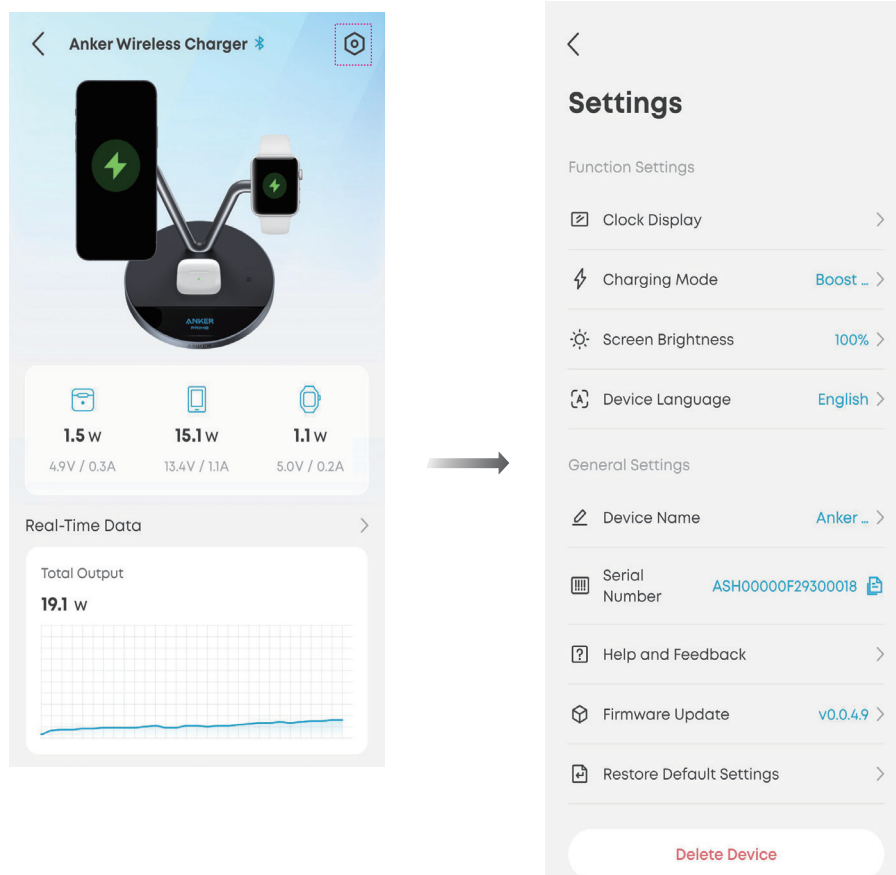 Anker Wireless Charger
ANKER
PRIME
1.5 W
15.1 W
1.1 W
4.9V / 0.3A
13.4V / 1.1A
5.0V / 0.2A
Real-Time Data
Total Output
19.1 W
Settings
Function Settings
Clock Display
Charging Mode Boost ...
Screen Brightness 100%
A Device Language English
General Settings
Device Name Anker ...
Serial
Number ASH00000F29300018
? Help and Feedback
Firmware Update v0.0.4.9
Restore Default Settings
Delete Device